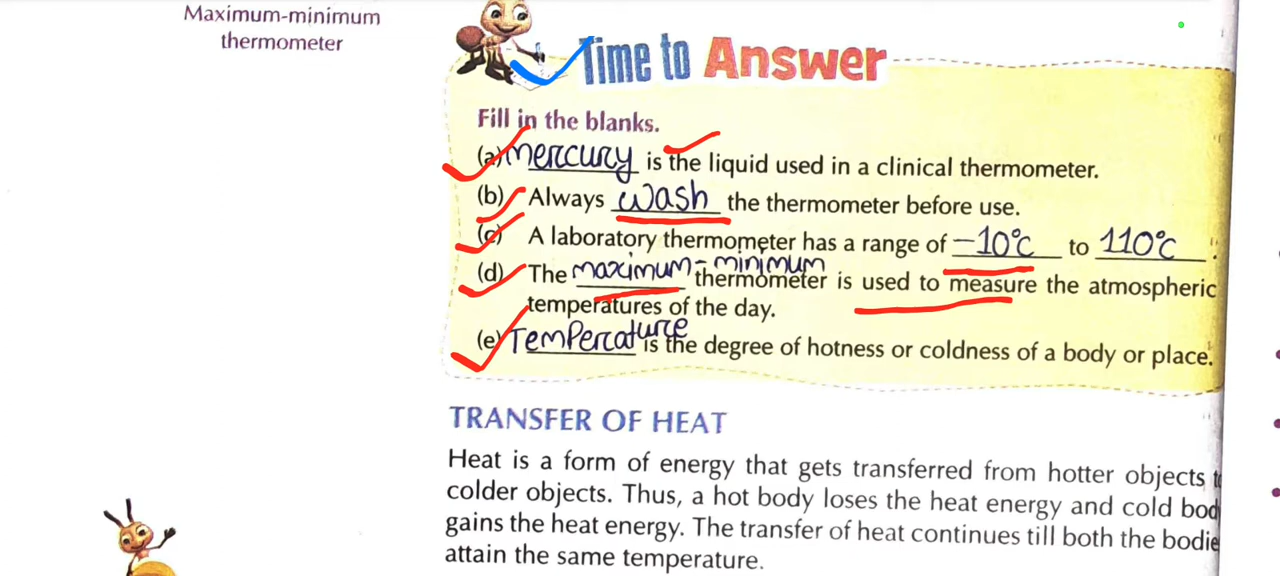 Maximum-minimum
thermometer
Time to Answer
Fill in the blanks.
(a) mercury is the liquid used in a clinical thermometer.
(b) Always wash the thermometer before use.
(c) A laboratory thermometer has a range of -10°c to 110°c.
(d) The maximum-minimum thermometer is used to measure the atmospheric
temperatures of the day.
(e) Temperature is the degree of hotness or coldness of a body or place.
TRANSFER OF HEAT
Heat is a form of energy that gets transferred from hotter objects
colder objects. Thus, a hot body loses the heat energy and cold
gains the heat energy. The transfer of heat continues till both the
attain the same temperature.